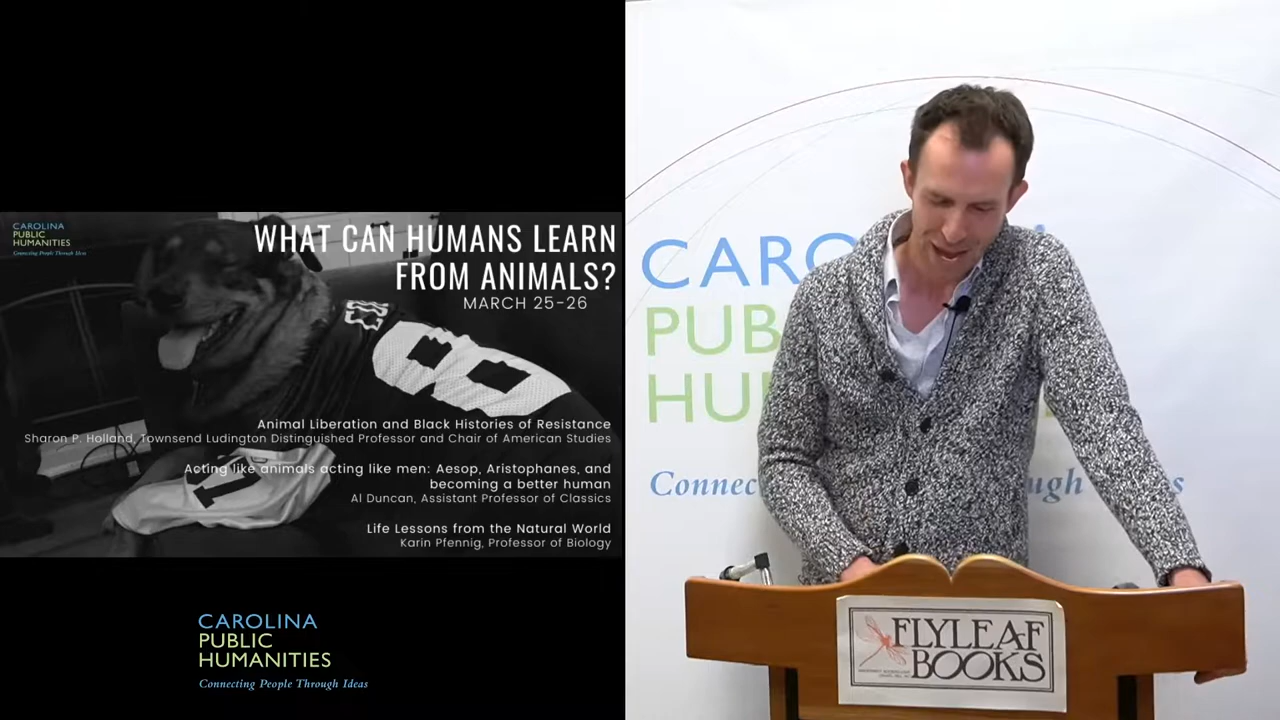 CAROLINA
PUBLIC
HUMANITIES
Connecting People Through Ideas
WHAT CAN HUMANS LEARN
FROM ANIMALS?
MARCH 25-26
Animal Liberation and Black Histories of Resistance
Sharon P. Holland, Townsend Ludington Distinguished Professor and Chair of American Studies
Acting like animals acting like men: Aesop, Aristophanes, and
becoming a better human
Al Duncan, Assistant Professor of Classics
Life Lessons from the Natural World
Karin Pfennig, Professor of Biology
CAROLINA
PUBLIC
HUMANITIES
Connecting People Through Ideas
CARO
PUB
HU
Connec ugh Ideas
FLYLEAF
BOOKS